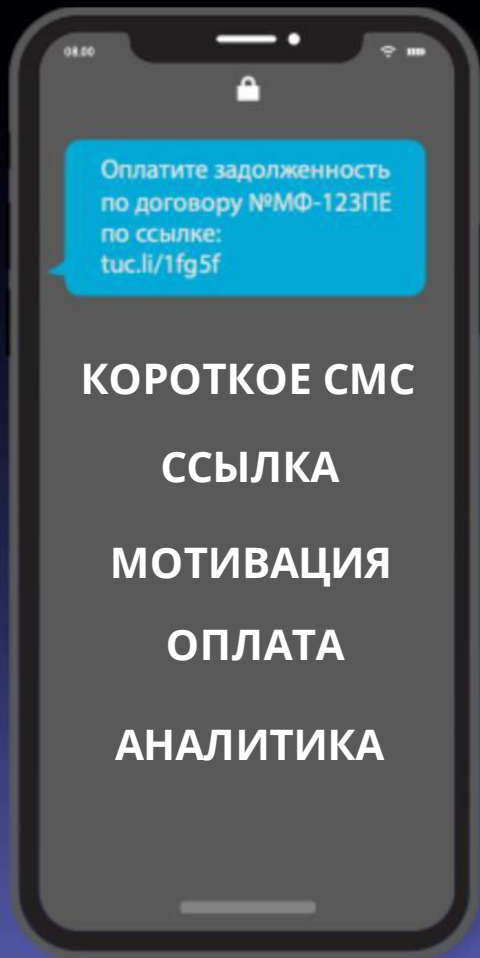 08.00
Оплатите задолженность
по договору №МФ-123ПЕ
по ссылке:
tuc.li/1fg5f
КОРОТКОЕ СМС
ССЫЛКА
МОТИВАЦИЯ
ОПЛАТА
АНАЛИТИКА